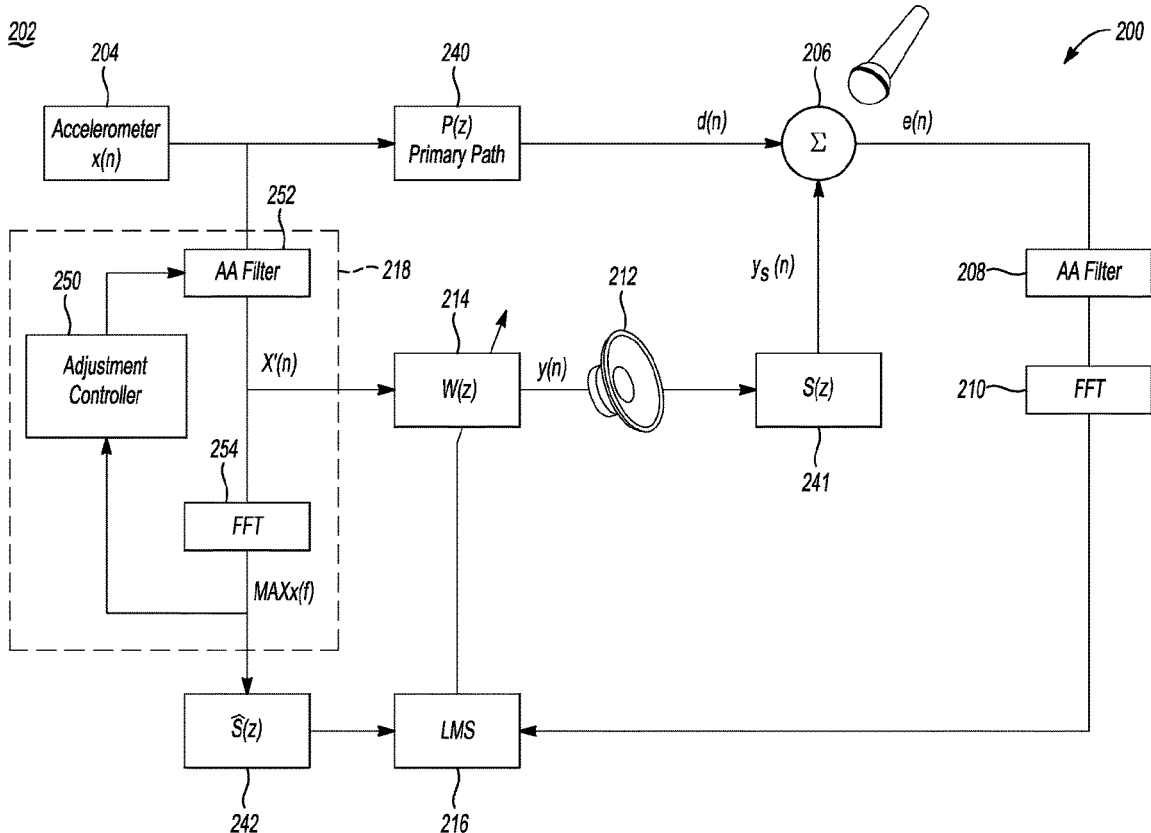 202
204
240
206
200
Accelerometer
x(n)
P(z)
Primary Path
d(n)
Σ
e(n)
252
AA Filter
218
250
Adjustment
Controller
214
212
y_s(n)
208
AA Filter
X'(n)
W(z)
y(n)
S(z)
210
FFT
241
254
FFT
MAXx(f)
Ŝ(z)
LMS
242
216